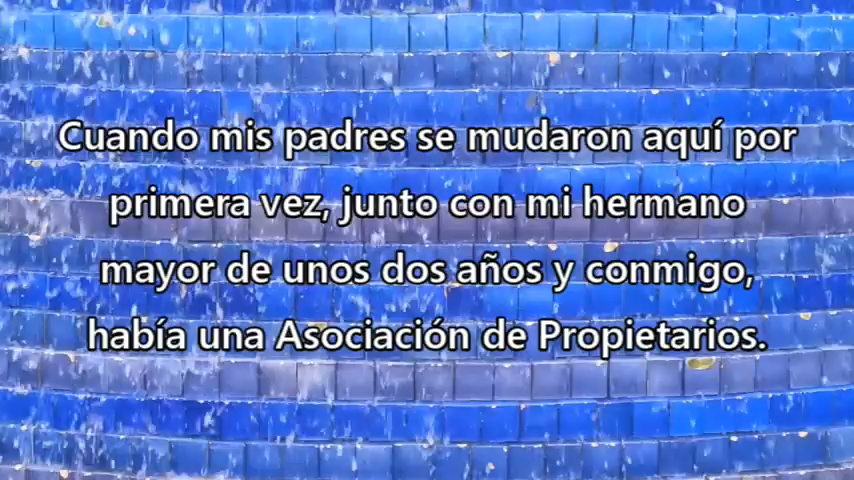 Cuando mis padres se mudaron aquí por
primera vez, junto con mi hermano
mayor de unos dos años y conmigo,
había una Asociación de Propietarios.